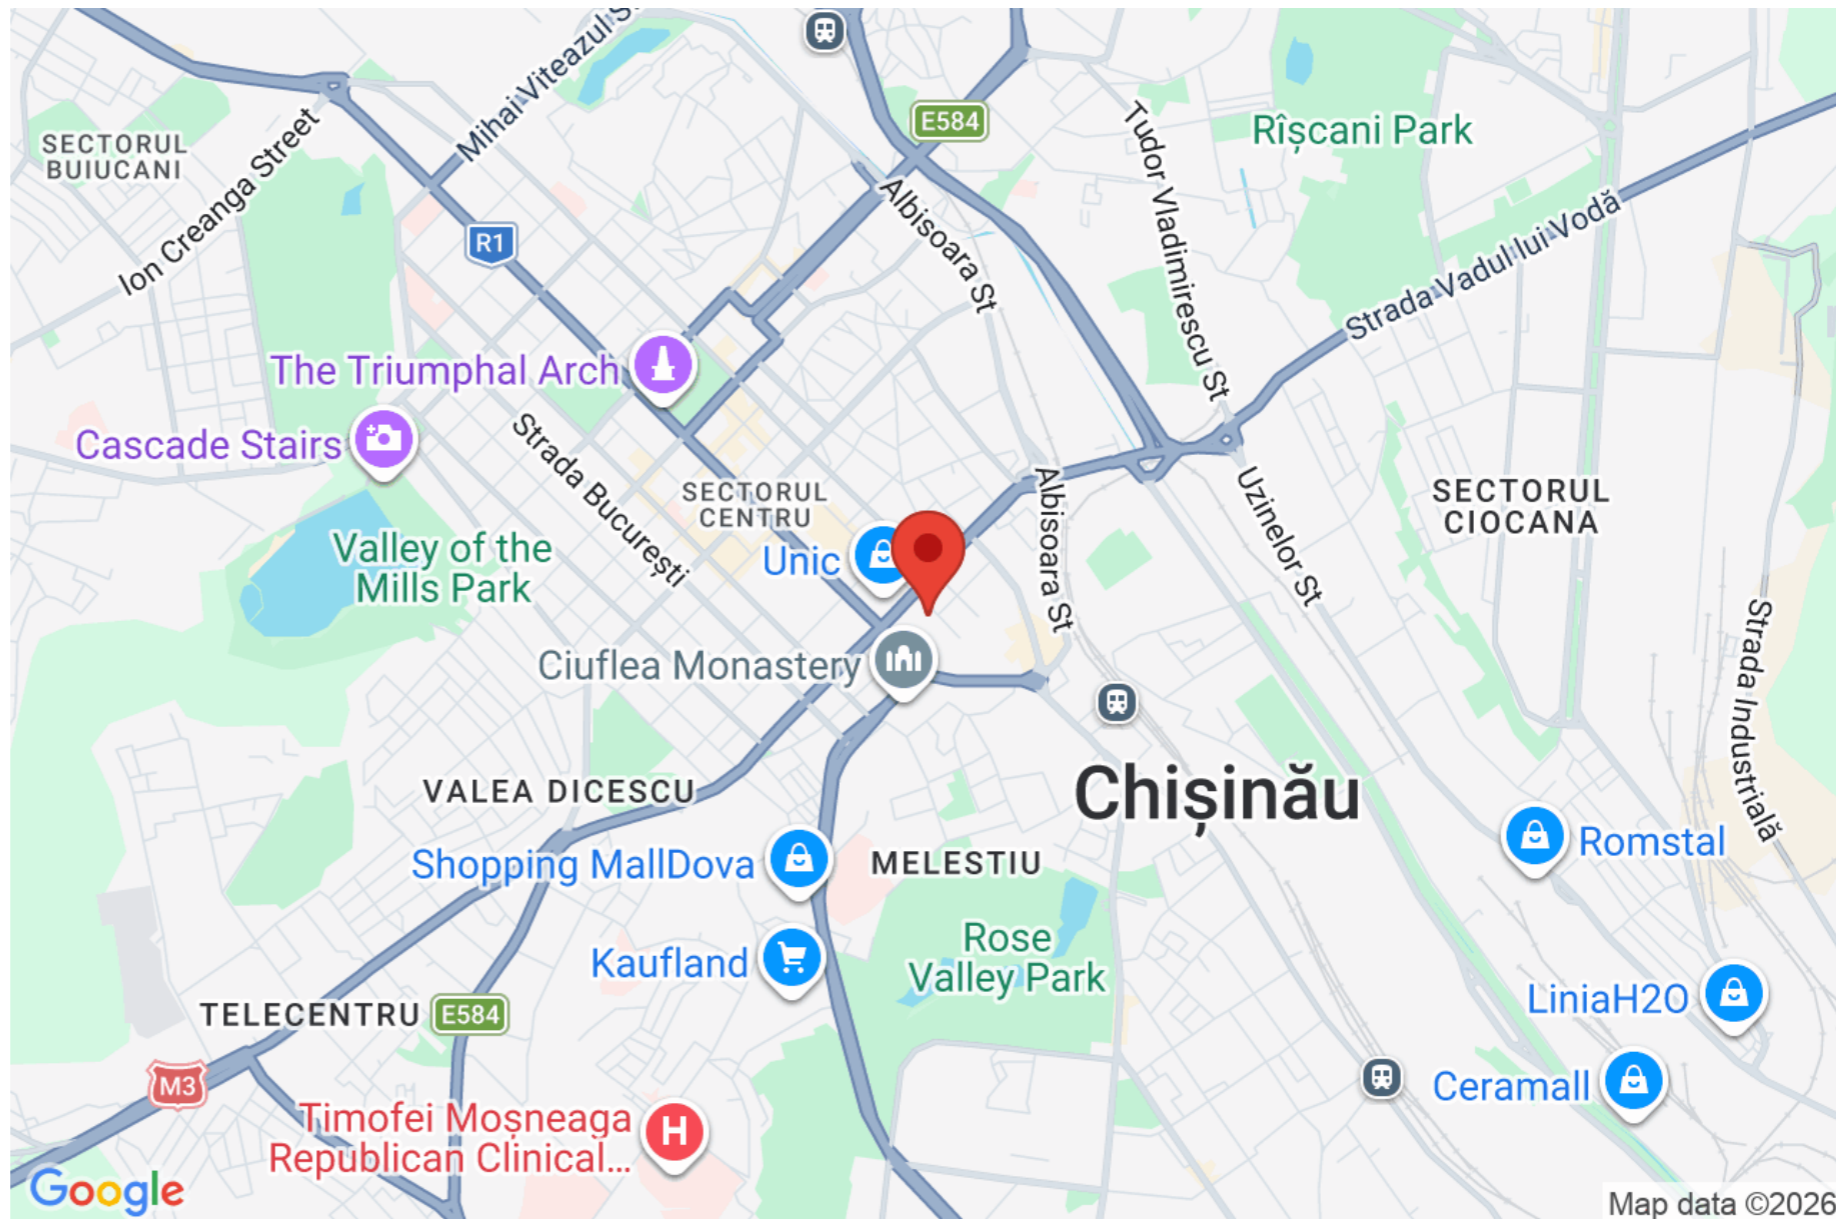 Mihai Viteazul S
E584
Tudor Vladimirescu St
Rîșcani Park
SECTORUL
BUIUCANI
Ion Creanga Street
R1
Albisoara St
Strada Vadul lui Vodă
The Triumphal Arch
Cascade Stairs
Strada București
SECTORUL
CENTRU
Albisoara St
Uzinelor St
SECTORUL
CIOCANA
Valley of the
Mills Park
Unic
Ciuflea Monastery
Strada Industrială
VALEA DICESCU
Chișinău
Shopping MallDova
MELESTIU
Romstal
Kaufland
Rose
Valley Park
LiniaH2O
TELECENTRU
E584
M3
Ceramall
Timofei Moșneaga
Republican Clinical...
H
Google
Map data ©2026